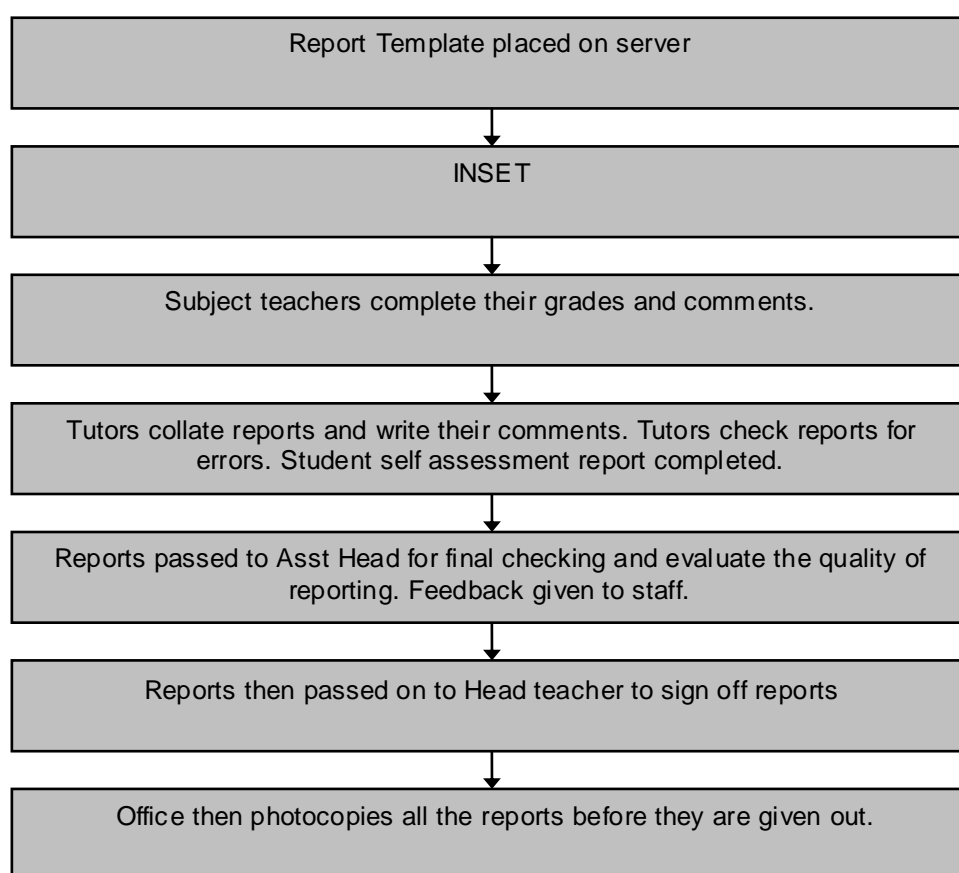 Report Template placed on server
INSET
Subject teachers complete their grades and comments.
Tutors collate reports and write their comments. Tutors check reports for
errors. Student self assessment report completed.
Reports passed to Asst Head for final checking and evaluate the quality of
reporting. Feedback given to staff.
Reports then passed on to Head teacher to sign off reports
Office then photocopies all the reports before they are given out.